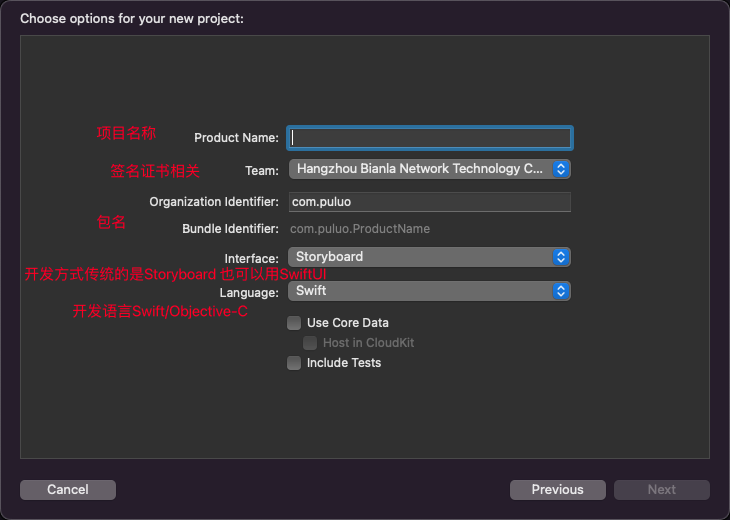 Choose options for your new project:
项目名称
Product Name:
签名证书相关
Team: Hangzhou Bianla Network Technology C...
Organization Identifier: com.puluo
包名
Bundle Identifier: com.puluo.ProductName
Interface: Storyboard
开发方式传统的是Storyboard 也可以用SwiftUI
Language: Swift
开发语言Swift/Objective-C
Use Core Data
Host in CloudKit
Include Tests
Cancel Previous Next